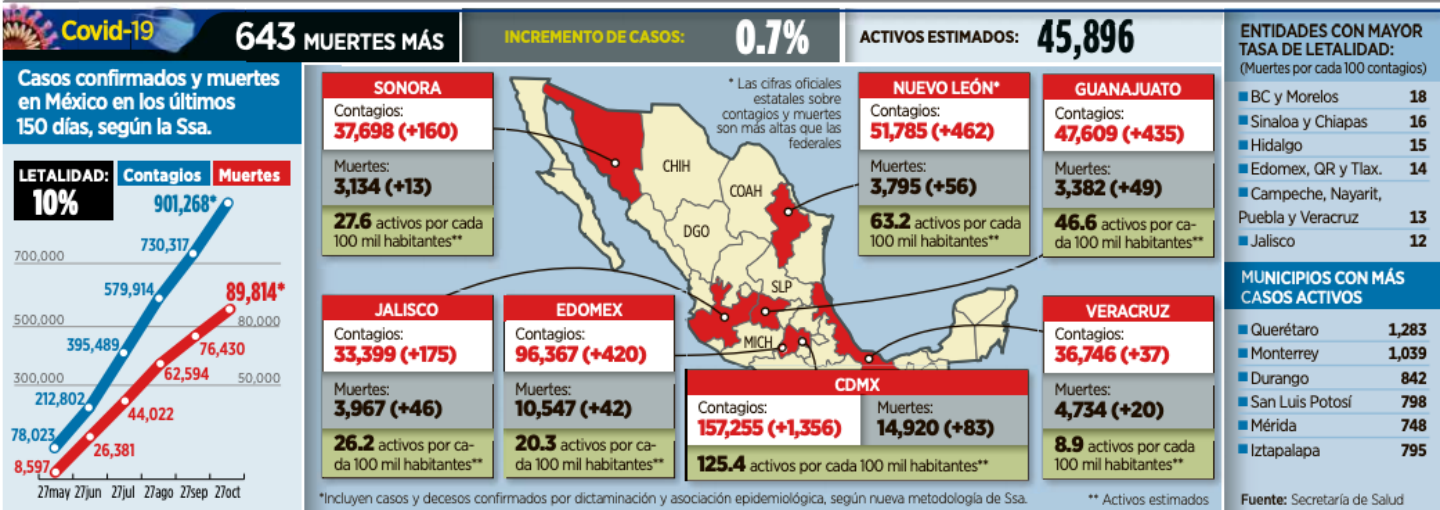 Covid-19
643 MUERTES MÁS
INCREMENTO DE CASOS: 0.7%
ACTIVOS ESTIMADOS: 45,896
Casos confirmados y muertes
en México en los últimos
150 días, según la Ssa.
LETALIDAD:
10%
Contagios
Muertes
901,268*
730,317
700,000
579,914
89,814*
500,000
80,000
395,489
76,430
62,594
300,000
50,000
212,802
44,022
78,023
26,381
8,597
27may 27jun 27jul 27ago 27sep 27oct
SONORA
Contagios:
37,698 (+160)
Muertes:
3,134 (+13)
27.6 activos por cada
100 mil habitantes**
* Las cifras oficiales
estatales sobre
contagios y muertes
son más altas que las
federales
NUEVO LEÓN*
Contagios:
51,785 (+462)
Muertes:
3,795 (+56)
63.2 activos por cada
100 mil habitantes**
GUANAJUATO
Contagios:
47,609 (+435)
Muertes:
3,382 (+49)
46.6 activos por ca-
da 100 mil habitantes**
CHIH
COAH
DGO
SLP
MICH
JALISCO
Contagios:
33,399 (+175)
Muertes:
3,967 (+46)
26.2 activos por ca-
da 100 mil habitantes**
EDOMEX
Contagios:
96,367 (+420)
Muertes:
10,547 (+42)
20.3 activos por ca-
da 100 mil habitantes**
CDMX
Contagios:
157,255 (+1,356)
Muertes:
14,920 (+83)
125.4 activos por cada 100 mil habitantes**
VERACRUZ
Contagios:
36,746 (+37)
Muertes:
4,734 (+20)
8.9 activos por cada
100 mil habitantes**
*Incluyen casos y decesos confirmados por dictaminación y asociación epidemiológica, según nueva metodología de Ssa.
** Activos estimados
ENTIDADES CON MAYOR
TASA DE LETALIDAD:
(Muertes por cada 100 contagios)
BC y Morelos 18
Sinaloa y Chiapas 16
Hidalgo 15
Edomex, QR y Tlax. 14
Campeche, Nayarit,
Puebla y Veracruz 13
Jalisco 12
MUNICIPIOS CON MÁS
CASOS ACTIVOS
Querétaro 1,283
Monterrey 1,039
Durango 842
San Luis Potosí 798
Mérida 748
Iztapalapa 795
Fuente: Secretaría de Salud